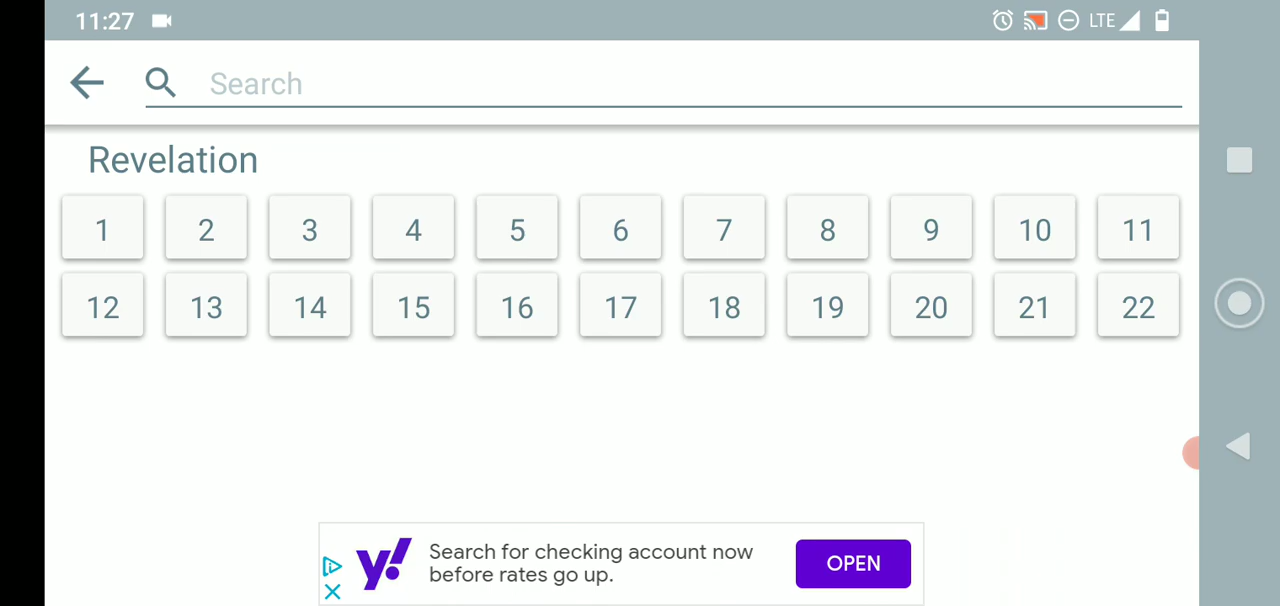 11:27 LTE
Search
Revelation
1 2 3 4 5 6 7 8 9 10 11
12 13 14 15 16 17 18 19 20 21 22
y!
Search for checking account now
before rates go up.
OPEN